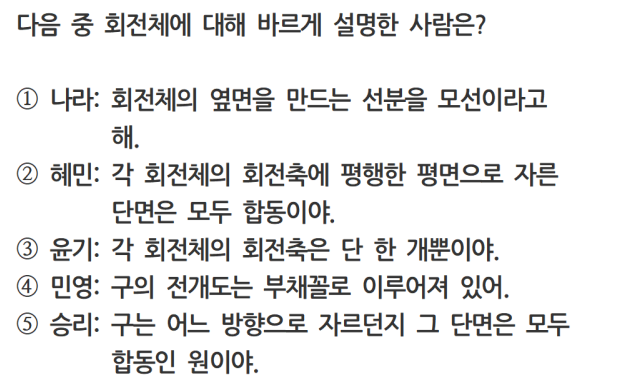 다음 중 회전체에 대해 바르게 설명한 사람은?
① 나라: 회전체의 옆면을 만드는 선분을 모선이라고
해.
② 혜민: 각 회전체의 회전축에 평행한 평면으로 자른
단면은 모두 합동이야.
③ 윤기: 각 회전체의 회전축은 단 한 개뿐이야.
④ 민영: 구의 전개도는 부채꼴로 이루어져 있어.
⑤ 승리: 구는 어느 방향으로 자르던지 그 단면은 모두
합동인 원이야.